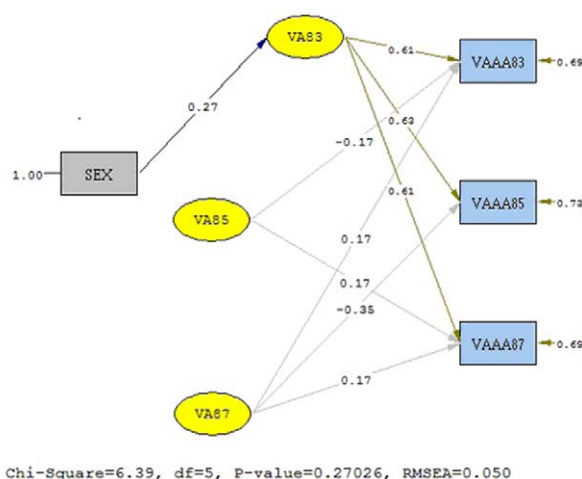 VA83
0.61
VAAA83
0.69
0.27
0.63
-0.17
1.00
SEX
0.61
VAAA85
0.73
VA85
0.17
0.17
-0.35
VAAA87
0.69
0.17
VA87
Chi-Square=6.39, df=5, P-value=0.27026, RMSEA=0.050